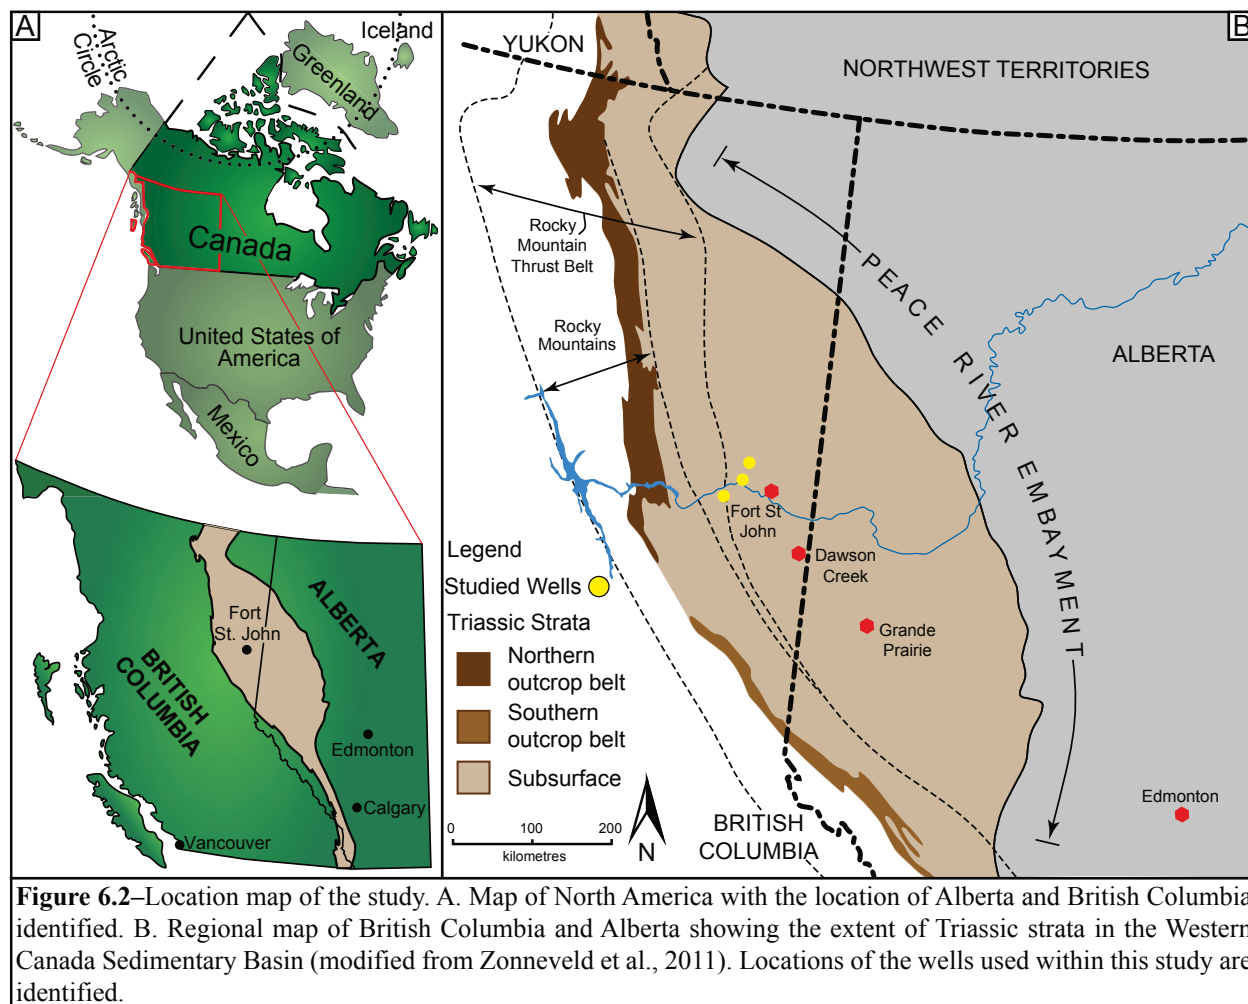 A
Arctic
Circle
Iceland
Greenland
Canada
United States of
America
Mexico
BRITISH
COLUMBIA
ALBERTA
Fort
St. John
Edmonton
Calgary
Vancouver
B
YUKON
NORTHWEST TERRITORIES
Rocky
Mountain
Thrust Belt
Rocky
Mountains
PEACE RIVER EMBAYMENT
ALBERTA
Fort St
John
Dawson
Creek
Grande
Prairie
Edmonton
BRITISH
COLUMBIA
Legend
Studied Wells
Triassic Strata
Northern
outcrop belt
Southern
outcrop belt
Subsurface
0 100 200
kilometres
N
Figure 6.2–Location map of the study. A. Map of North America with the location of Alberta and British Columbia
identified. B. Regional map of British Columbia and Alberta showing the extent of Triassic strata in the Western
Canada Sedimentary Basin (modified from Zonneveld et al., 2011). Locations of the wells used within this study are
identified.